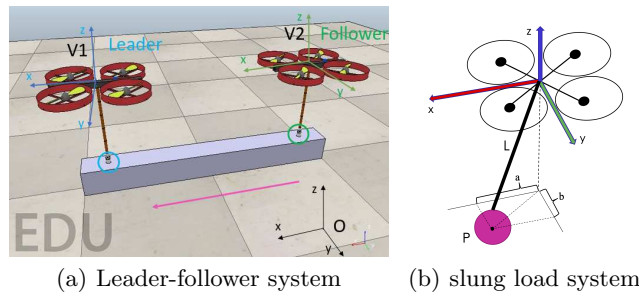 V1
Leader
V2
Follower
z
z
x
y
x
y
EDU
z
x
O
y
(a) Leader-follower system
z
x
y
L
a
b
P
(b) slung load system